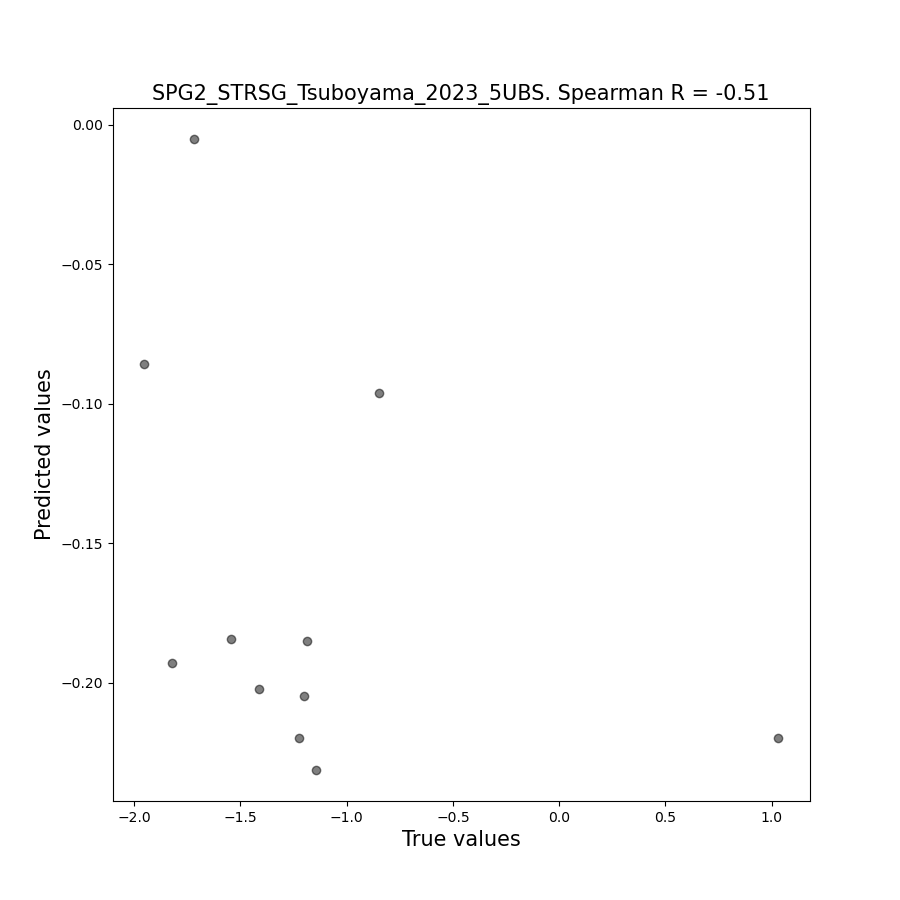 SPG2_STRSG_Tsuboyama_2023_5UBS. Spearman R = -0.51
0.00
−0.05
−0.10
−0.15
−0.20
Predicted values
−2.0 −1.5 −1.0 −0.5 0.0 0.5 1.0
True values